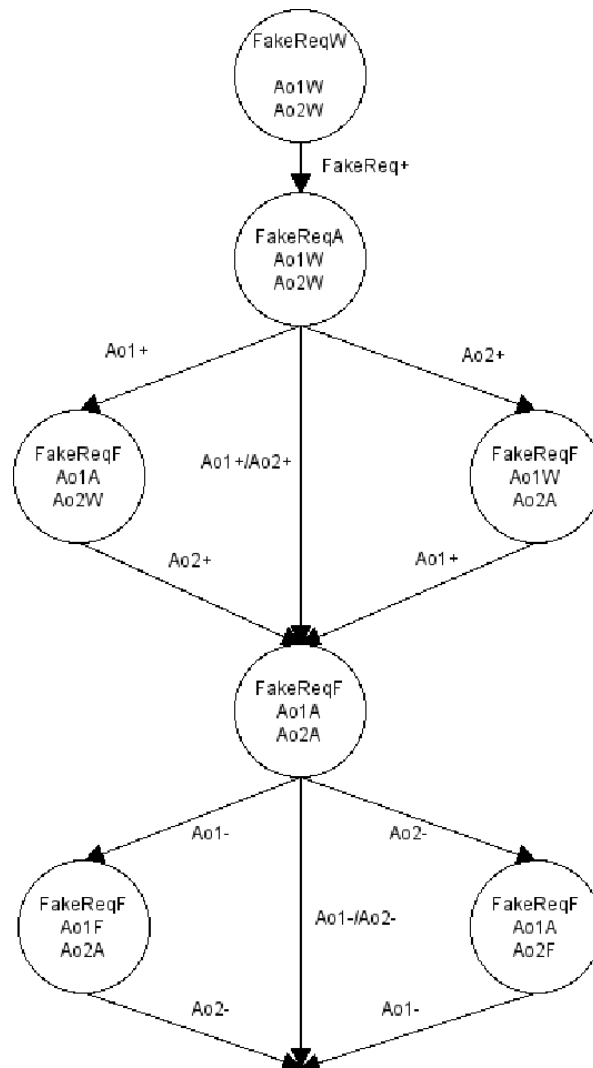 FakeReqW
Ao1W
Ao2W
FakeReq+
FakeReqA
Ao1W
Ao2W
Ao1+
Ao2+
FakeReqF
Ao1A
Ao2W
Ao1+/Ao2+
FakeReqF
Ao1W
Ao2A
Ao2+
Ao1+
FakeReqF
Ao1A
Ao2A
Ao1-
Ao2-
FakeReqF
Ao1F
Ao2A
Ao1-/Ao2-
FakeReqF
Ao1A
Ao2F
Ao2-
Ao1-